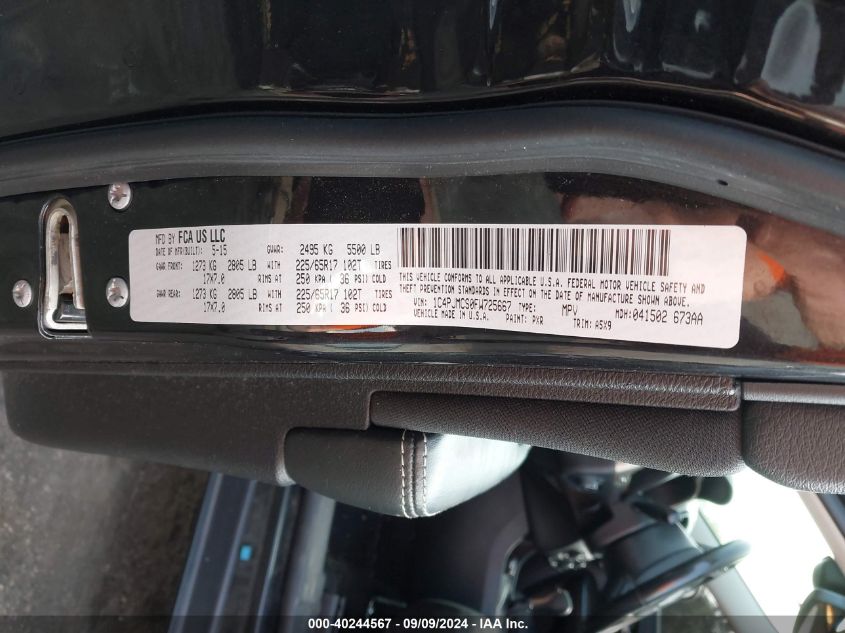 MFD BY FCA US LLC
DATE OF MFR(BUILT): 5-15 GVWR: 2495 KG 5500 LB
GAWR FRONT: 1273 KG 2805 LB WITH 225/65R17 102T TIRES
17X7.0 RIMS AT 250 KPA ( 36 PSI) COLD
GAWR REAR: 1273 KG 2805 LB WITH 225/65R17 102T TIRES
17X7.0 RIMS AT 250 KPA ( 36 PSI) COLD
THIS VEHICLE CONFORMS TO ALL APPLICABLE U.S.A. FEDERAL MOTOR VEHICLE SAFETY AND
THEFT PREVENTION STANDARDS IN EFFECT ON THE DATE OF MANUFACTURE SHOWN ABOVE.
VIN: 1C4PJMCS0FW725667 TYPE: MPV MDH: 041502 673AA
VEHICLE MADE IN U.S.A. PAINT: PXR TRIM: A5X9
000-40244567 - 09/09/2024 - IAAI.com